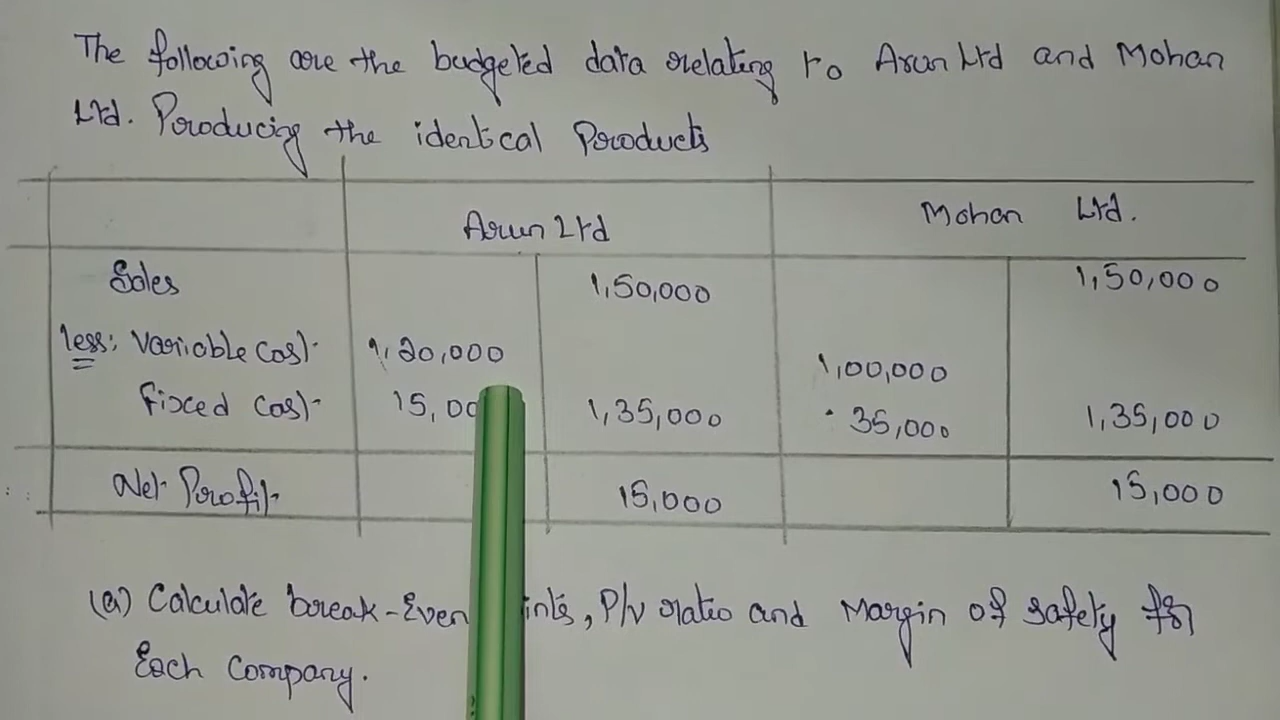 The following are the budgeted data relating to Arun Ltd and Mohan
Ltd. Producing the identical Products
Arun Ltd Mohan Ltd.
Sales 1,50,000 1,50,000
less: Variable Cost 1,20,000 1,00,000
Fixed Cost 15,00 1,35,000 35,000 1,35,000
Net Profit 15,000 15,000
(a) Calculate break-Even ints, P/v ratio and Margin of safety for
Each Company.